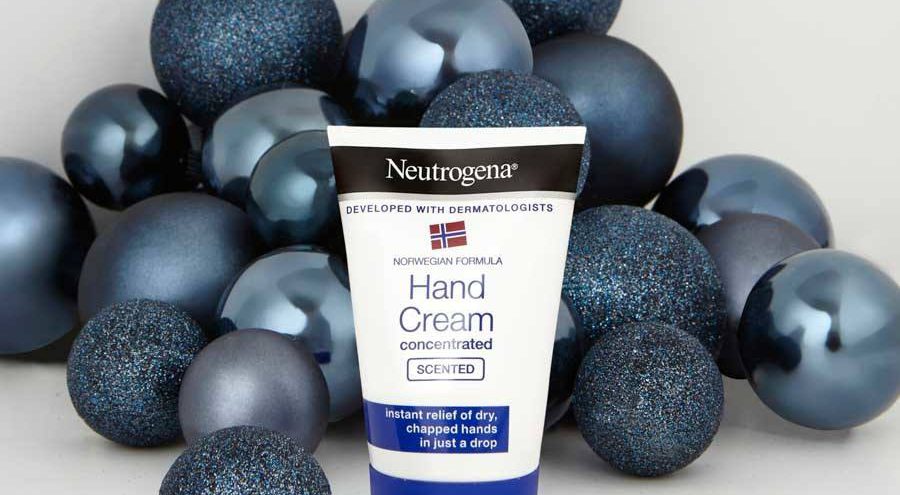 Neutrogena®
DEVELOPED WITH DERMATOLOGISTS
NORWEGIAN FORMULA
Hand
Cream
concentrated
SCENTED
instant relief of dry,
chapped hands
in just a drop